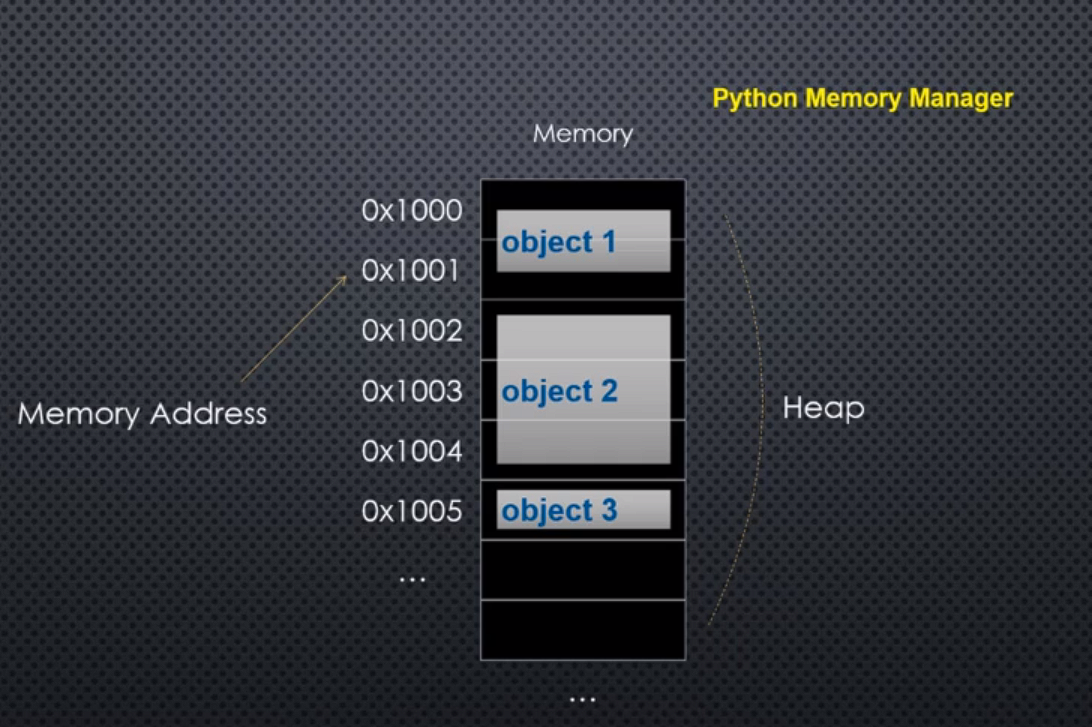 Python Memory Manager
Memory
0x1000
object 1
0x1001
0x1002
0x1003
object 2
Memory Address
Heap
0x1004
0x1005
object 3
...
...